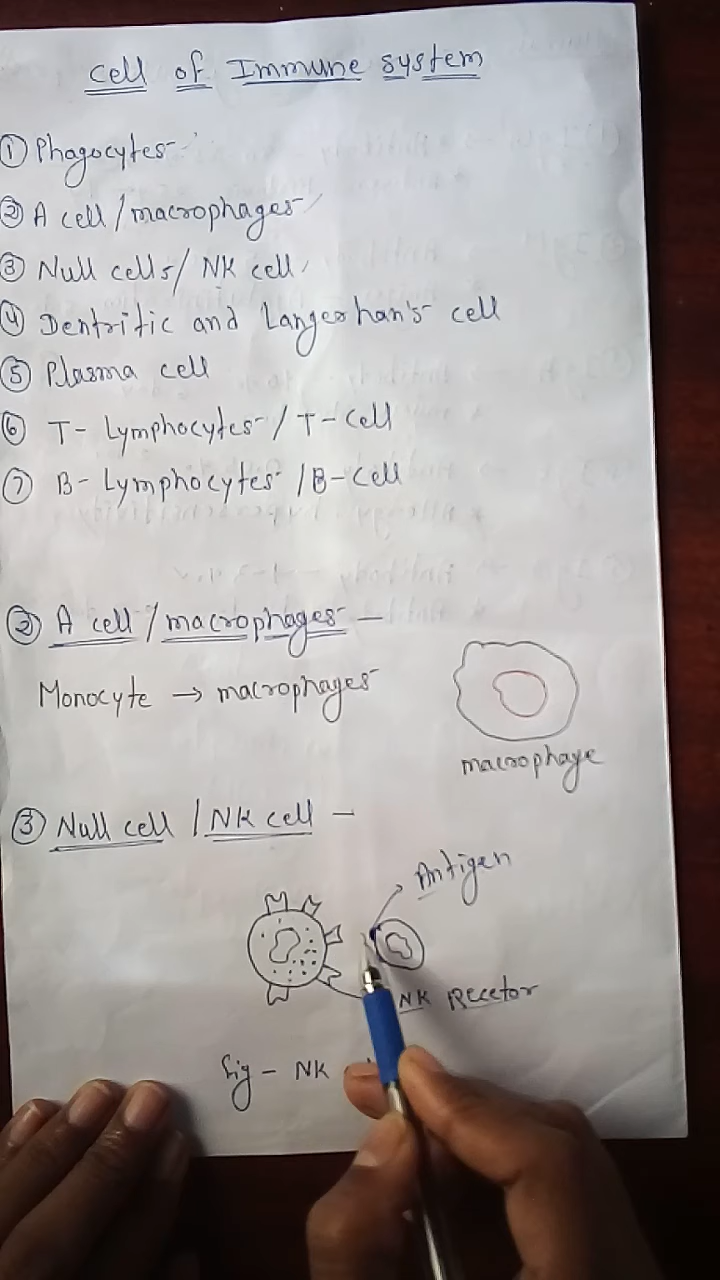 Cell of Immune system
① Phagocytes
② A cell / macrophages
③ Null cells / NK cell
④ Dentritic and Langerhan's cell
⑤ Plasma cell
⑥ T- Lymphocytes / T- Cell
⑦ B- Lymphocytes / B- Cell
② A cell / macrophages —
Monocyte → macrophages
macrophage
③ Null cell / NK cell —
Antigen
NK Recetor
fig - NK